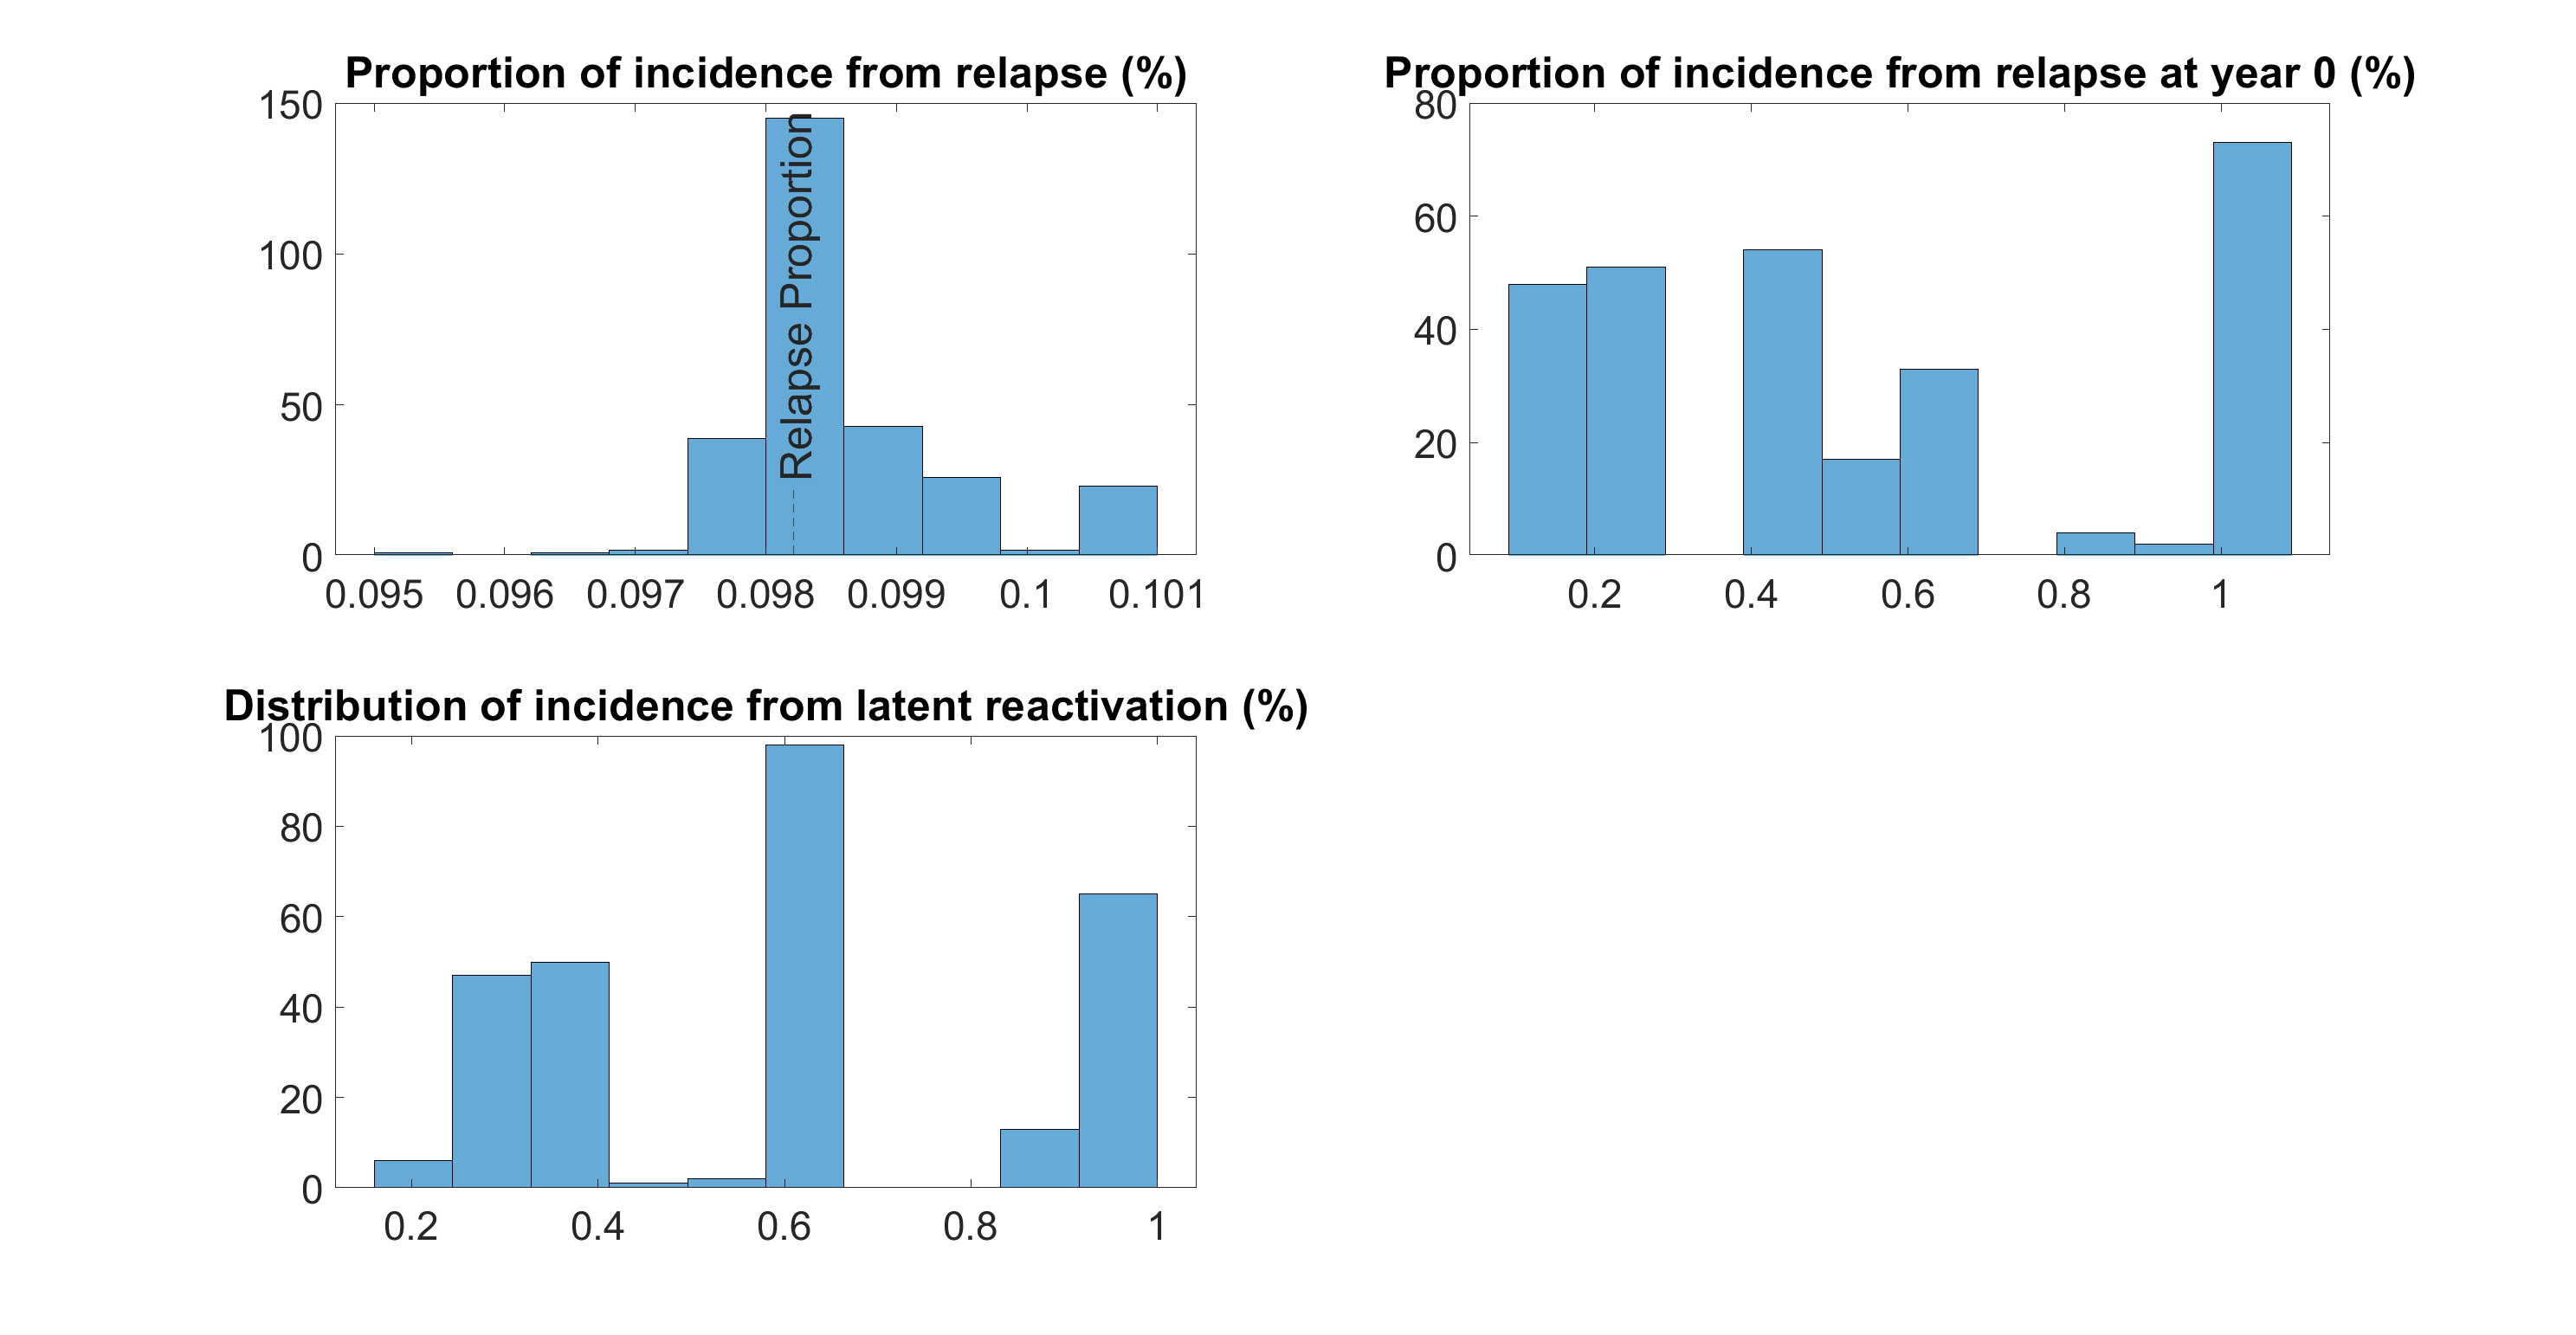 Proportion of incidence from relapse (%)
150
100
50
0
Relapse Proportion
0.095 0.096 0.097 0.098 0.099 0.1 0.101
Proportion of incidence from relapse at year 0 (%)
80
60
40
20
0
0.2 0.4 0.6 0.8 1
Distribution of incidence from latent reactivation (%)
100
80
60
40
20
0
0.2 0.4 0.6 0.8 1